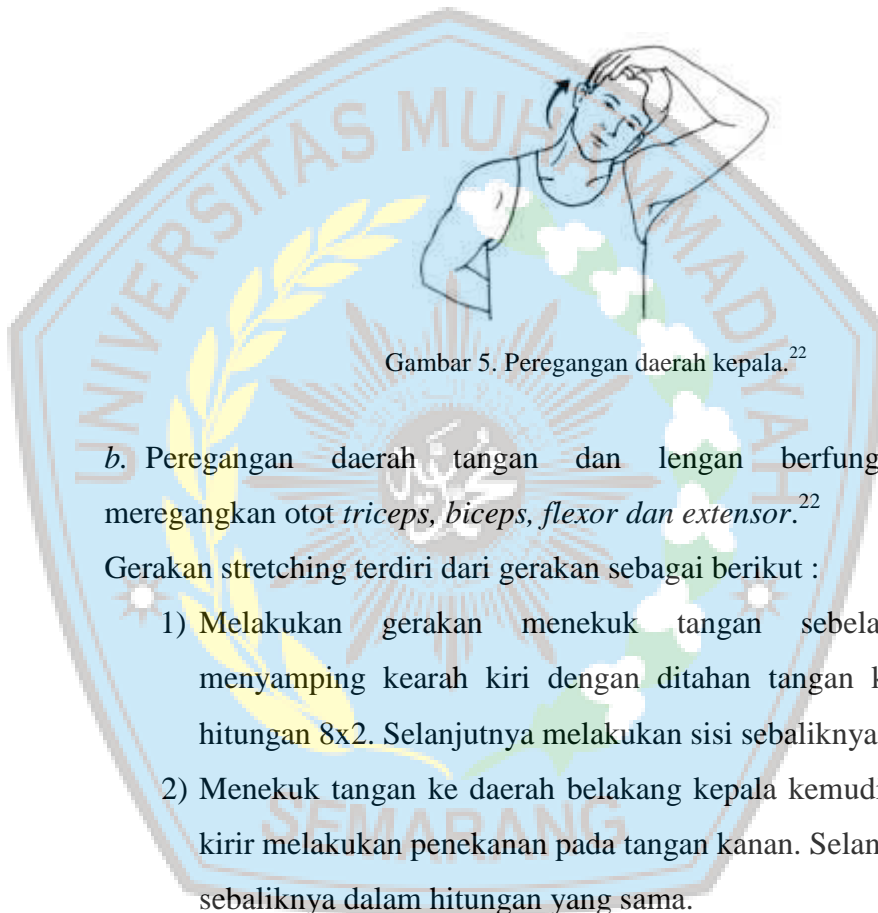 UNIVERSITAS MUHAMMADIYAH
SEMARANG
Gambar 5. Peregangan daerah kepala.22
b. Peregangan daerah tangan dan lengan
meregangkan otot triceps, biceps, flexor dan extensor.22
Gerakan stretching terdiri dari gerakan sebagai berikut :
1) Melakukan gerakan menekuk tangan
menyamping kearah kiri dengan ditahan tangan
hitungan 8x2. Selanjutnya melakukan sisi sebaliknya
2) Menekuk tangan ke daerah belakang kepala
kirir melakukan penekanan pada tangan kanan.
sebaliknya dalam hitungan yang sama.